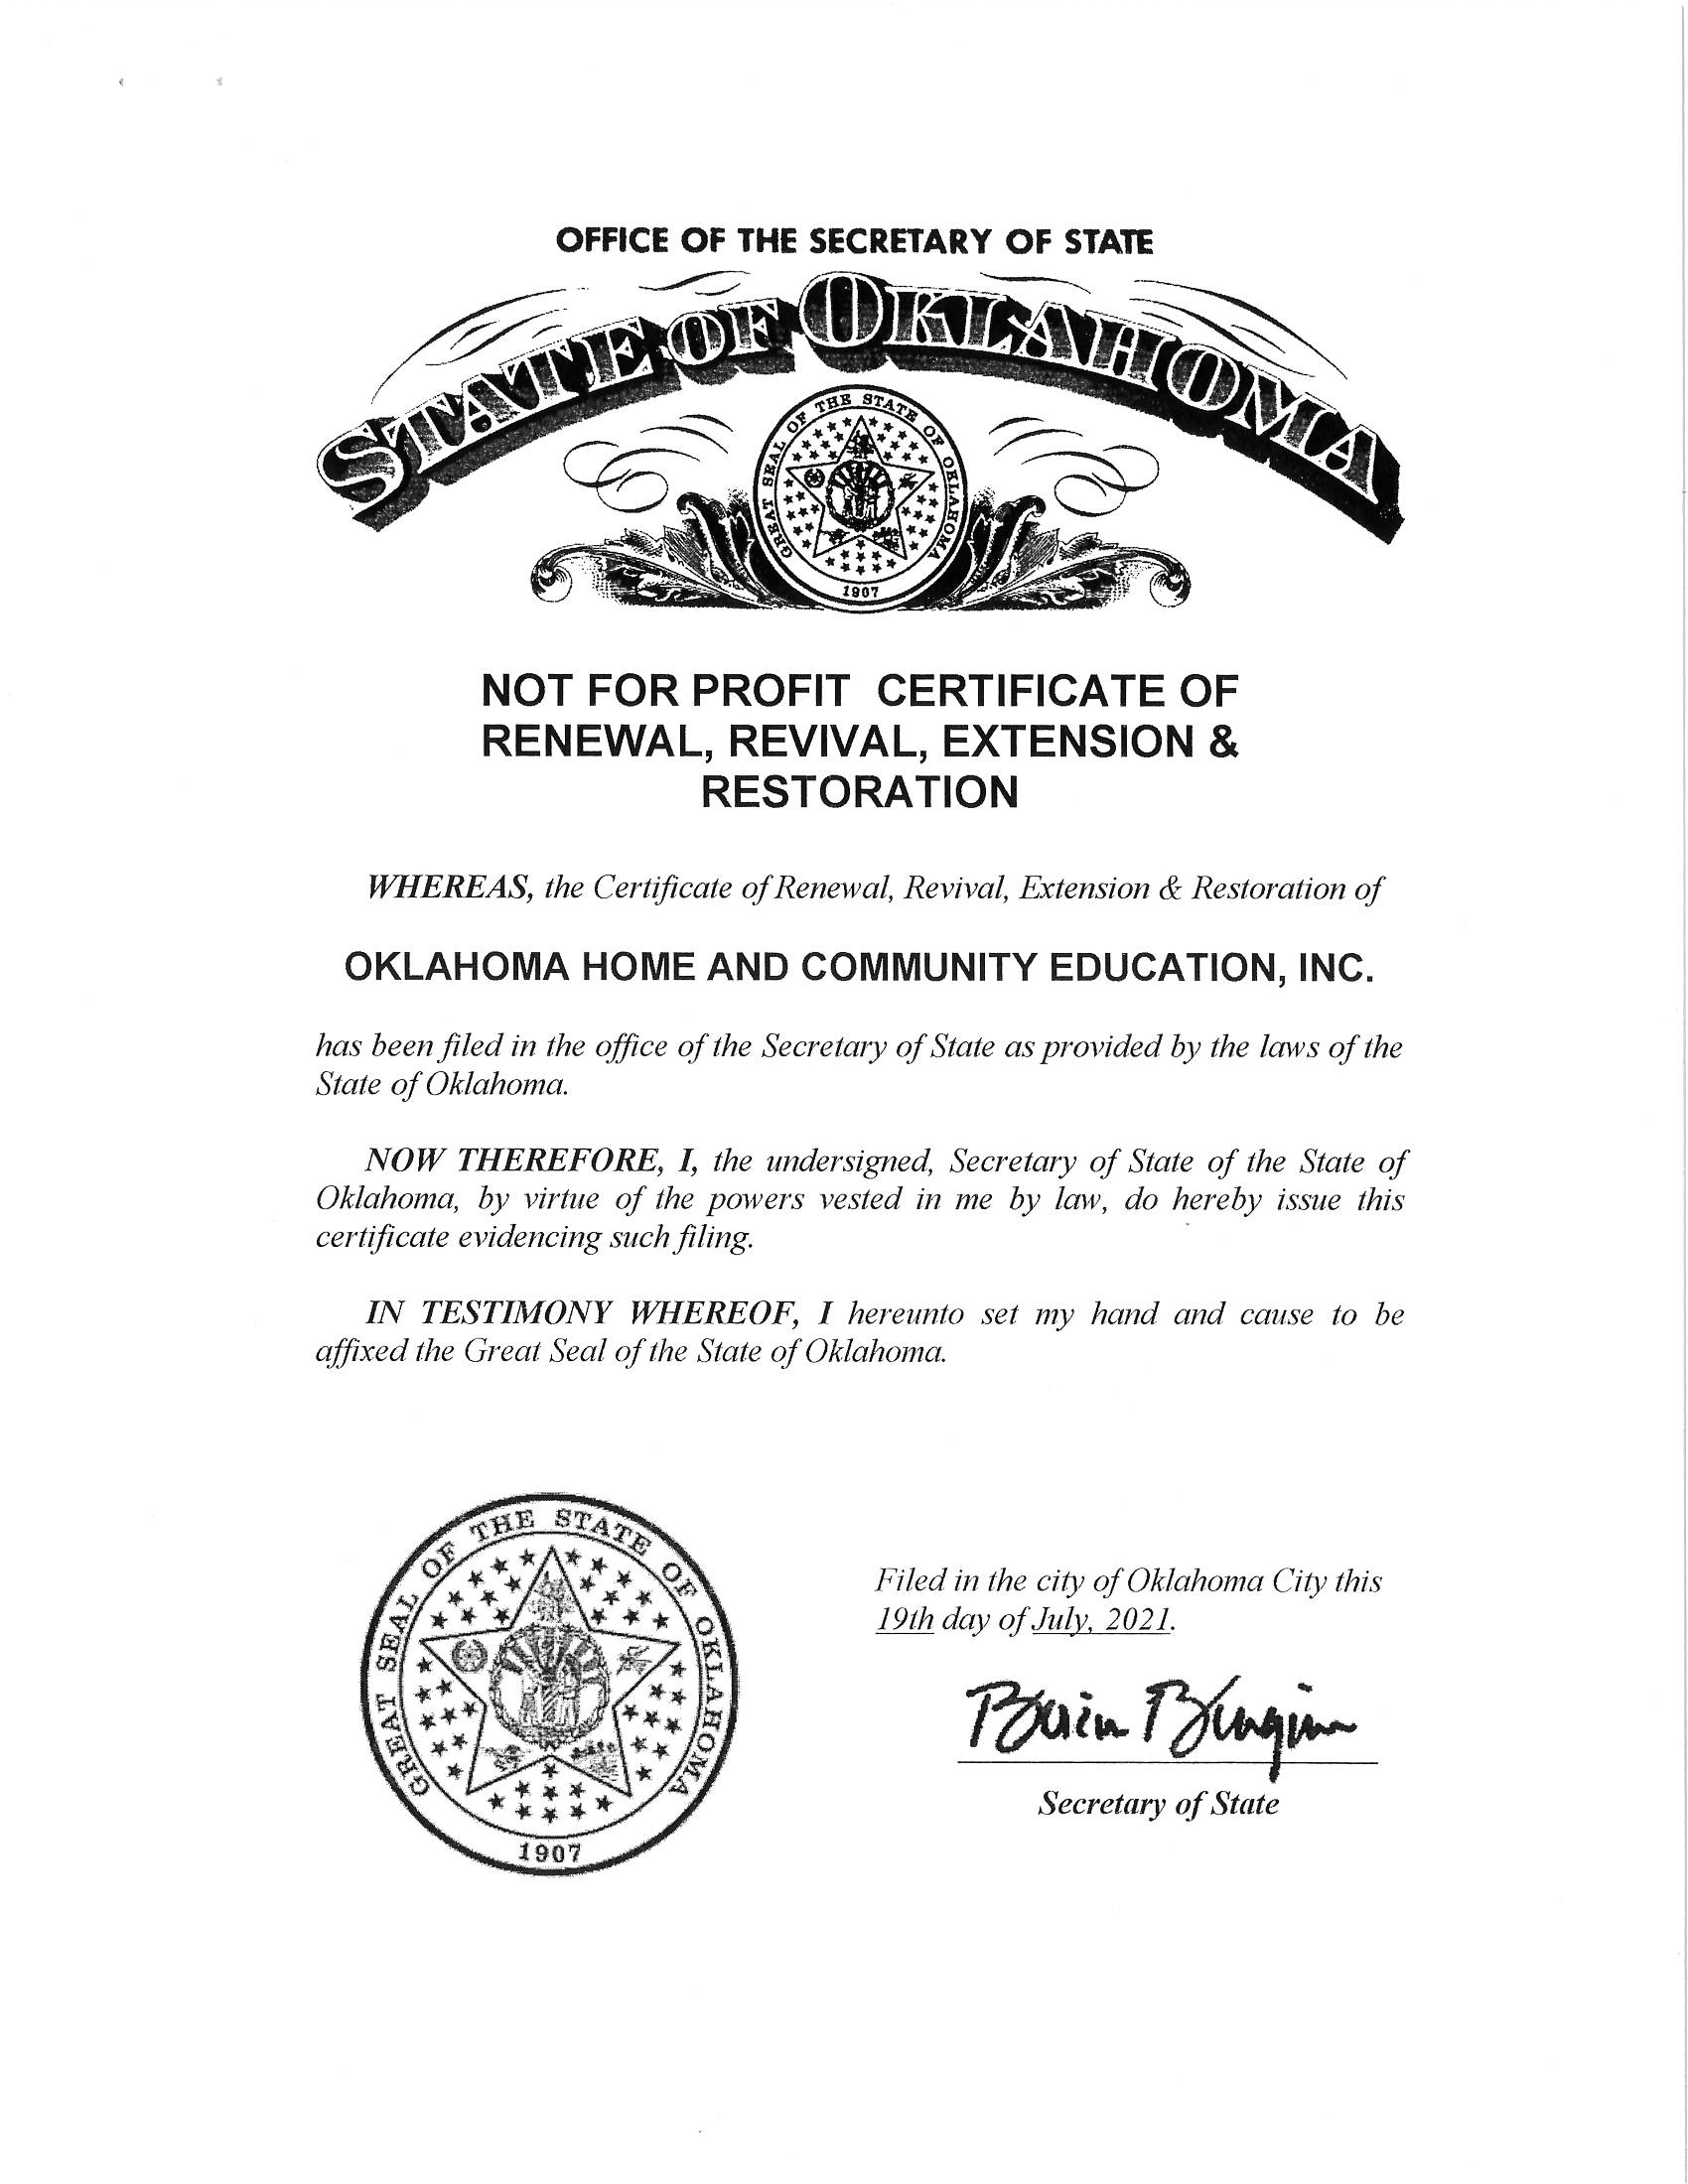 OFFICE OF THE SECRETARY OF STATE
STATE OF OKLAHOMA
GREAT SEAL OF THE STATE OF OKLAHOMA
1907
NOT FOR PROFIT CERTIFICATE OF
RENEWAL, REVIVAL, EXTENSION &
RESTORATION
WHEREAS, the Certificate of Renewal, Revival, Extension & Restoration of
OKLAHOMA HOME AND COMMUNITY EDUCATION, INC.
has been filed in the office of the Secretary of State as provided by the laws of the
State of Oklahoma.
NOW THEREFORE, I, the undersigned, Secretary of State of the State of
Oklahoma, by virtue of the powers vested in me by law, do hereby issue this
certificate evidencing such filing.
IN TESTIMONY WHEREOF, I hereunto set my hand and cause to be
affixed the Great Seal of the State of Oklahoma.
GREAT SEAL OF THE STATE OF OKLAHOMA
1907
Filed in the city of Oklahoma City this
19th day of July, 2021.
Secretary of State